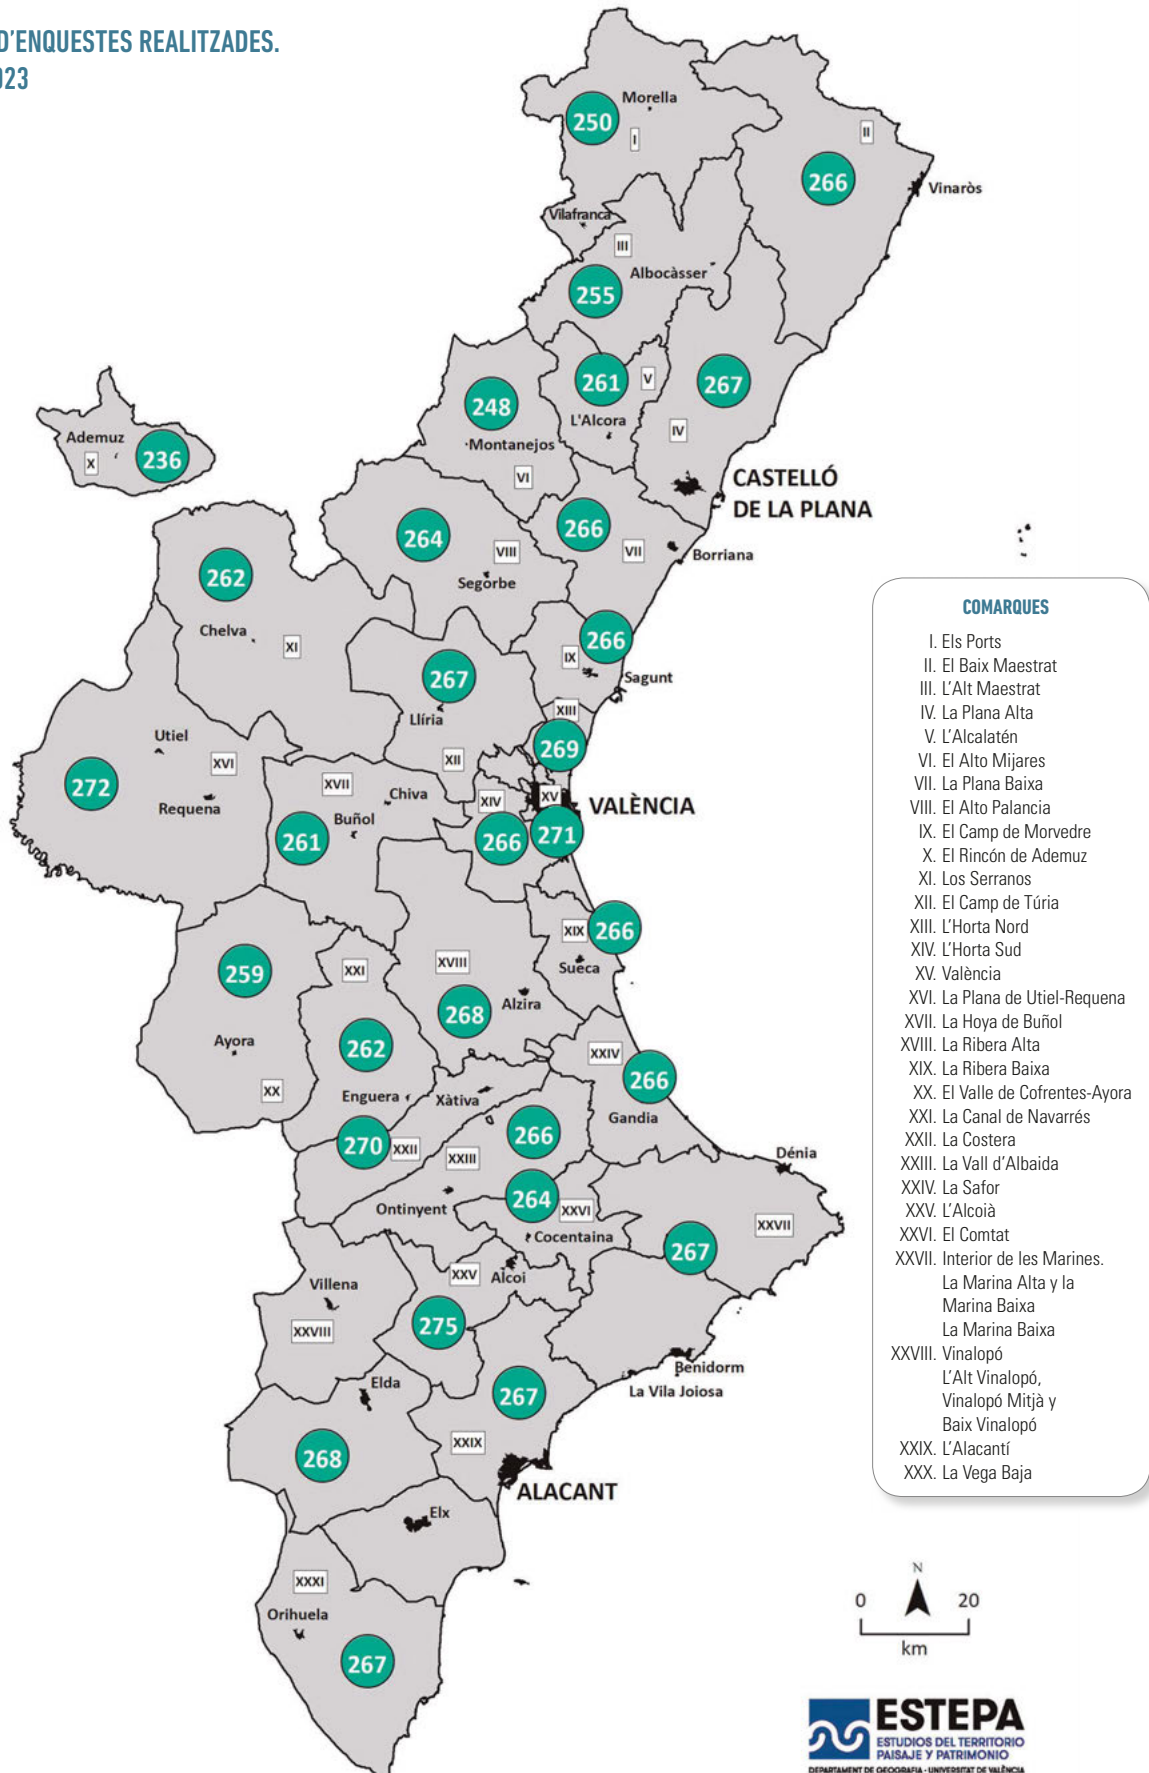 D'ENQUESTES REALITZADES.
023
Morella
250
I
II
266
Vinaròs
Vilafranca
III
Albocàsser
255
261
V
267
248
L'Alcora
IV
Montanejos
Ademuz
X
236
VI
CASTELLÓ
DE LA PLANA
264
266
VIII
VII
Borriana
Segorbe
262
Chelva
XI
266
IX
Sagunt
267
Llíria
XIII
Utiel
269
XVI
XII
272
XVII
Requena
Chiva
XIV
XV
VALÈNCIA
Buñol
261
266
271
XIX
266
259
XXI
XVIII
Sueca
268
Alzira
Ayora
262
XXIV
266
XX
Enguera
Xàtiva
Gandia
270
XXII
266
XXIII
Dénia
264
Ontinyent
XXVI
XXVII
Cocentaina
267
XXV
Alcoi
Villena
XXVIII
275
Benidorm
Elda
267
La Vila Joiosa
268
XXIX
ALACANT
Elx
XXXI
Orihuela
267
COMARQUES
I. Els Ports
II. El Baix Maestrat
III. L'Alt Maestrat
IV. La Plana Alta
V. L'Alcalatén
VI. El Alto Mijares
VII. La Plana Baixa
VIII. El Alto Palancia
IX. El Camp de Morvedre
X. El Rincón de Ademuz
XI. Los Serranos
XII. El Camp de Túria
XIII. L'Horta Nord
XIV. L'Horta Sud
XV. València
XVI. La Plana de Utiel-Requena
XVII. La Hoya de Buñol
XVIII. La Ribera Alta
XIX. La Ribera Baixa
XX. El Valle de Cofrentes-Ayora
XXI. La Canal de Navarrés
XXII. La Costera
XXIII. La Vall d'Albaida
XXIV. La Safor
XXV. L'Alcoià
XXVI. El Comtat
XXVII. Interior de les Marines.
La Marina Alta y la
Marina Baixa
La Marina Baixa
XXVIII. Vinalopó
L'Alt Vinalopó,
Vinalopó Mitjà y
Baix Vinalopó
XXIX. L'Alacantí
XXX. La Vega Baja
N
0 20
km
ESTEPA
ESTUDIOS DEL TERRITORIO
PAISAJE Y PATRIMONIO
DEPARTAMENT DE GEOGRAFIA - UNIVERSITAT DE VALÈNCIA